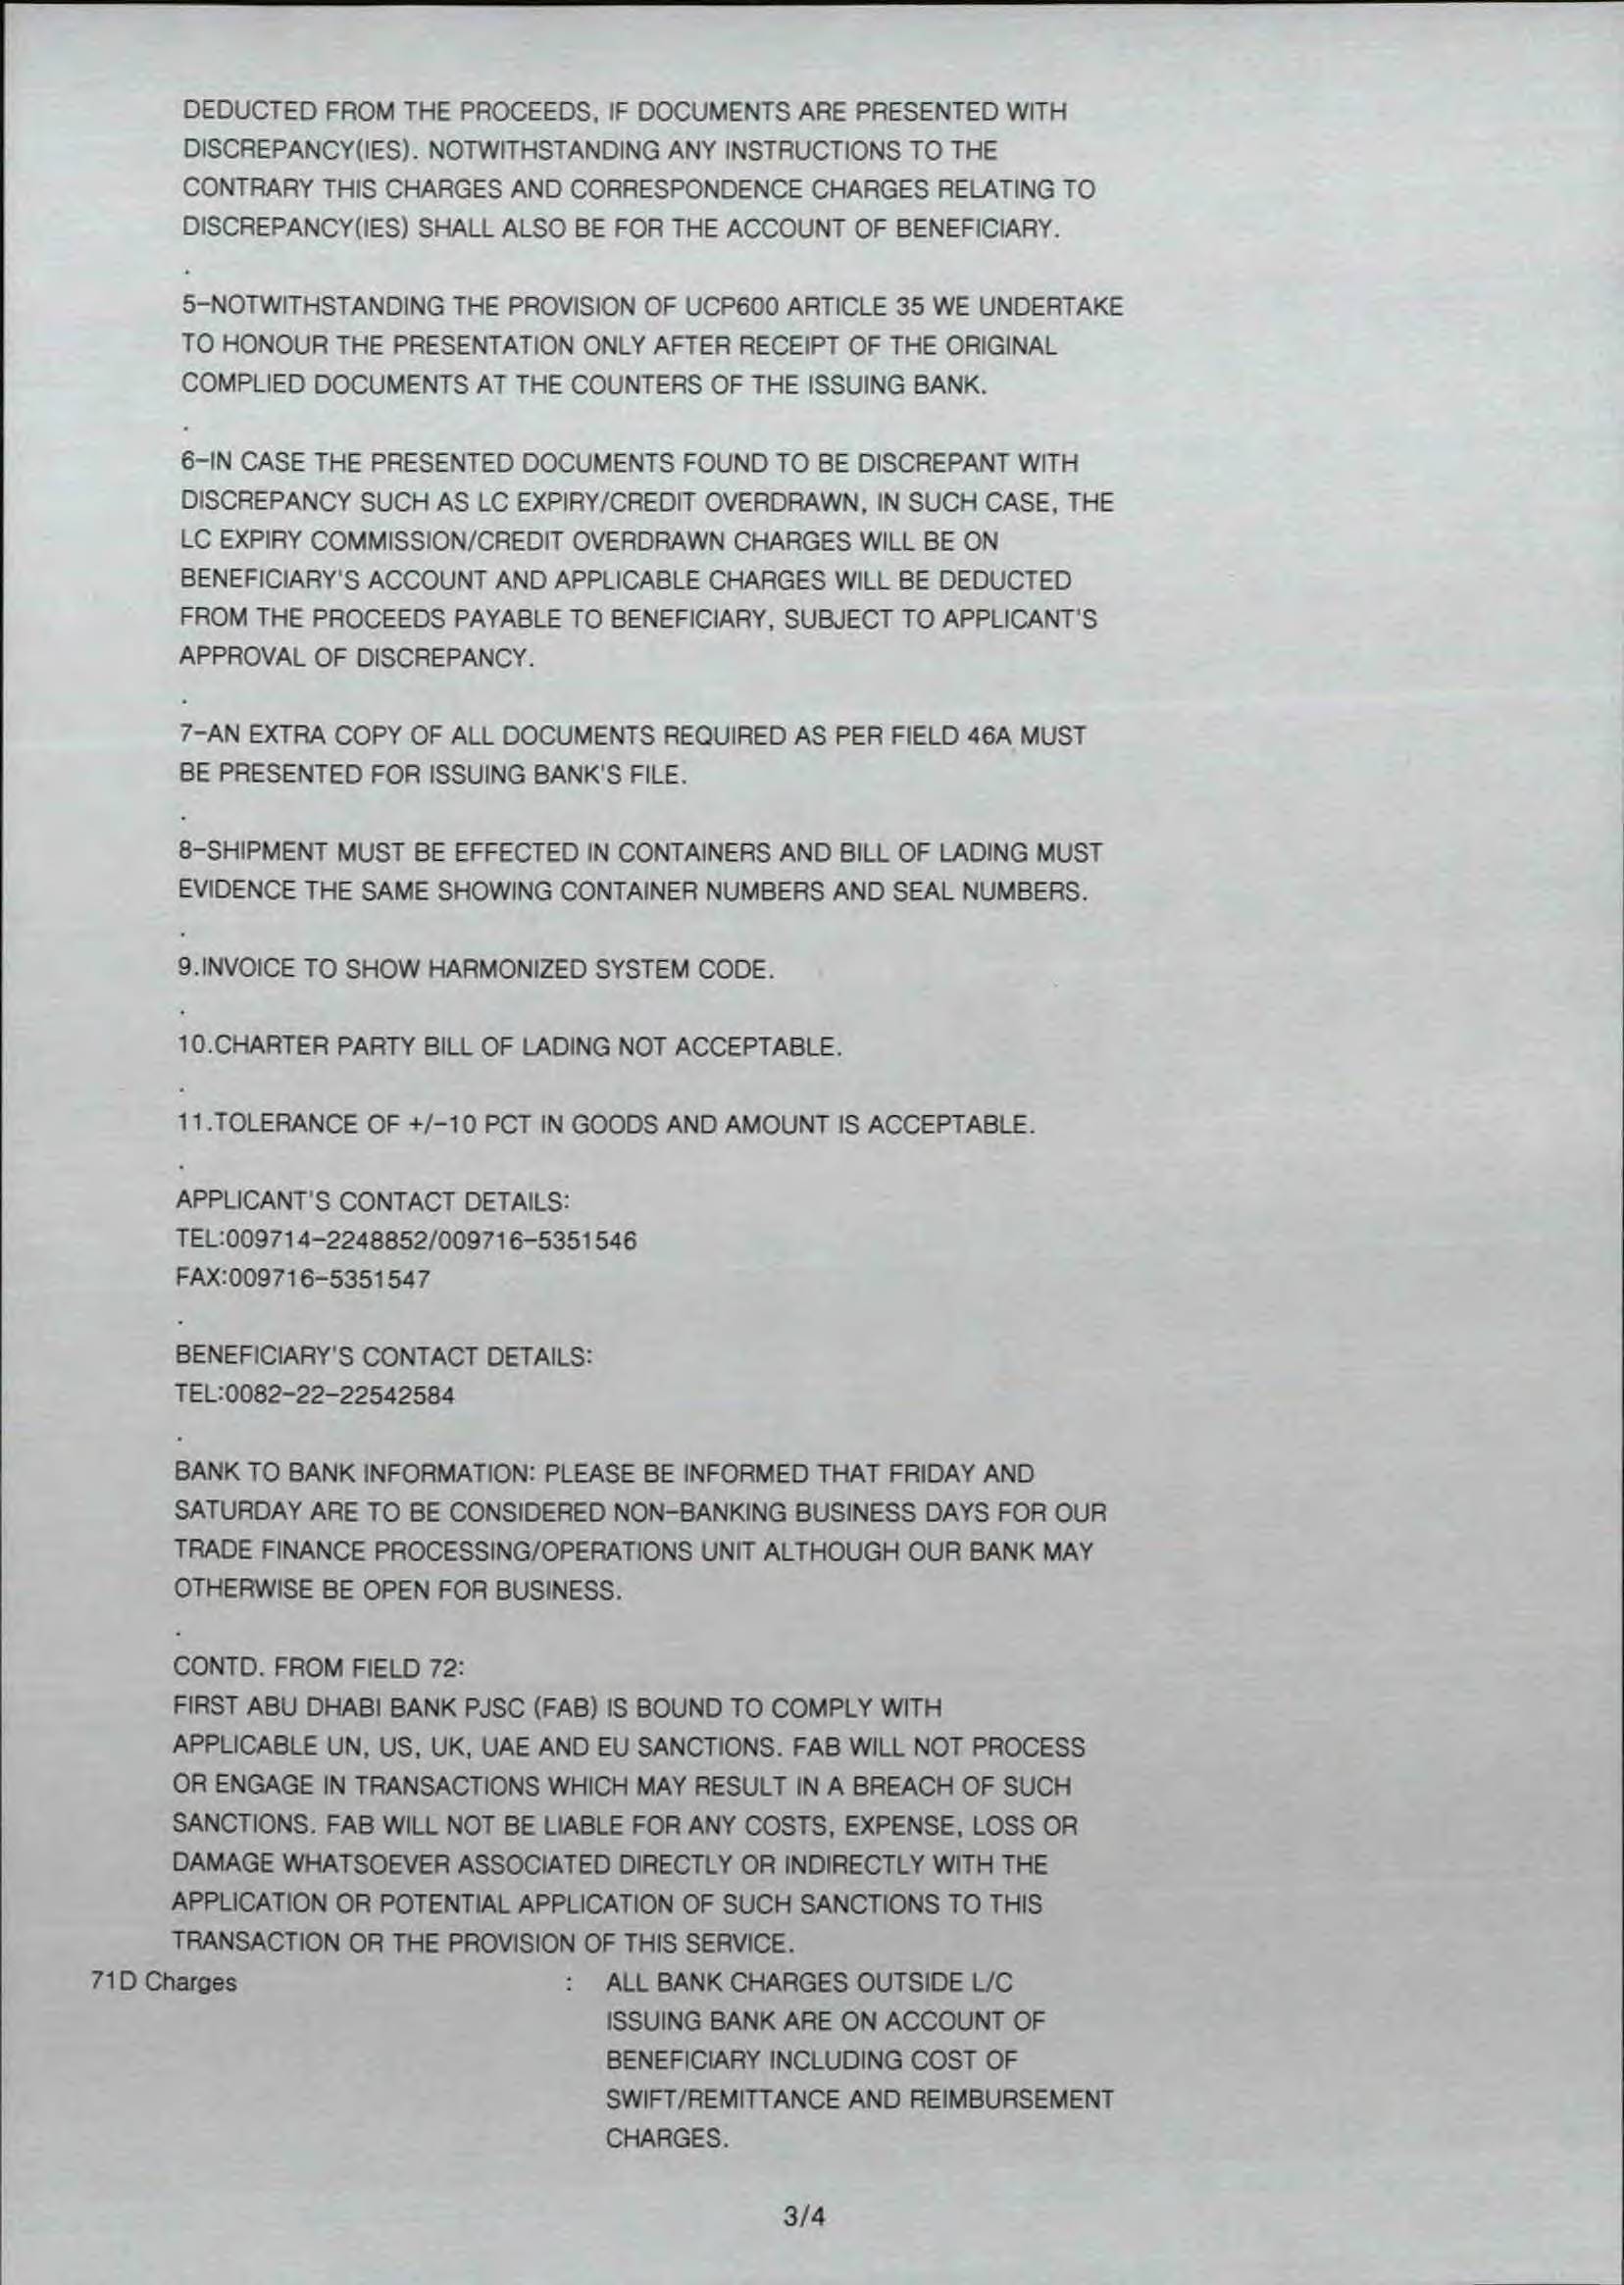 DEDUCTED FROM THE PROCEEDS, IF DOCUMENTS ARE PRESENTED WITH
DISCREPANCY(IES). NOTWITHSTANDING ANY INSTRUCTIONS TO THE
CONTRARY THIS CHARGES AND CORRESPONDENCE CHARGES RELATING TO
DISCREPANCY(IES) SHALL ALSO BE FOR THE ACCOUNT OF BENEFICIARY.
.
5-NOTWITHSTANDING THE PROVISION OF UCP600 ARTICLE 35 WE UNDERTAKE
TO HONOUR THE PRESENTATION ONLY AFTER RECEIPT OF THE ORIGINAL
COMPLIED DOCUMENTS AT THE COUNTERS OF THE ISSUING BANK.
.
6-IN CASE THE PRESENTED DOCUMENTS FOUND TO BE DISCREPANT WITH
DISCREPANCY SUCH AS LC EXPIRY/CREDIT OVERDRAWN, IN SUCH CASE, THE
LC EXPIRY COMMISSION/CREDIT OVERDRAWN CHARGES WILL BE ON
BENEFICIARY'S ACCOUNT AND APPLICABLE CHARGES WILL BE DEDUCTED
FROM THE PROCEEDS PAYABLE TO BENEFICIARY, SUBJECT TO APPLICANT'S
APPROVAL OF DISCREPANCY.
.
7-AN EXTRA COPY OF ALL DOCUMENTS REQUIRED AS PER FIELD 46A MUST
BE PRESENTED FOR ISSUING BANK'S FILE.
.
8-SHIPMENT MUST BE EFFECTED IN CONTAINERS AND BILL OF LADING MUST
EVIDENCE THE SAME SHOWING CONTAINER NUMBERS AND SEAL NUMBERS.
.
9.INVOICE TO SHOW HARMONIZED SYSTEM CODE.
.
10.CHARTER PARTY BILL OF LADING NOT ACCEPTABLE.
.
11.TOLERANCE OF +/-10 PCT IN GOODS AND AMOUNT IS ACCEPTABLE.
.
APPLICANT'S CONTACT DETAILS:
TEL:009714-2248852/009716-5351546
FAX:009716-5351547
.
BENEFICIARY'S CONTACT DETAILS:
TEL:0082-22-22542584
.
BANK TO BANK INFORMATION: PLEASE BE INFORMED THAT FRIDAY AND
SATURDAY ARE TO BE CONSIDERED NON-BANKING BUSINESS DAYS FOR OUR
TRADE FINANCE PROCESSING/OPERATIONS UNIT ALTHOUGH OUR BANK MAY
OTHERWISE BE OPEN FOR BUSINESS.
.
CONTD. FROM FIELD 72:
FIRST ABU DHABI BANK PJSC (FAB) IS BOUND TO COMPLY WITH
APPLICABLE UN, US, UK, UAE AND EU SANCTIONS. FAB WILL NOT PROCESS
OR ENGAGE IN TRANSACTIONS WHICH MAY RESULT IN A BREACH OF SUCH
SANCTIONS. FAB WILL NOT BE LIABLE FOR ANY COSTS, EXPENSE, LOSS OR
DAMAGE WHATSOEVER ASSOCIATED DIRECTLY OR INDIRECTLY WITH THE
APPLICATION OR POTENTIAL APPLICATION OF SUCH SANCTIONS TO THIS
TRANSACTION OR THE PROVISION OF THIS SERVICE.
71D Charges : ALL BANK CHARGES OUTSIDE L/C
ISSUING BANK ARE ON ACCOUNT OF
BENEFICIARY INCLUDING COST OF
SWIFT/REMITTANCE AND REIMBURSEMENT
CHARGES.
3/4